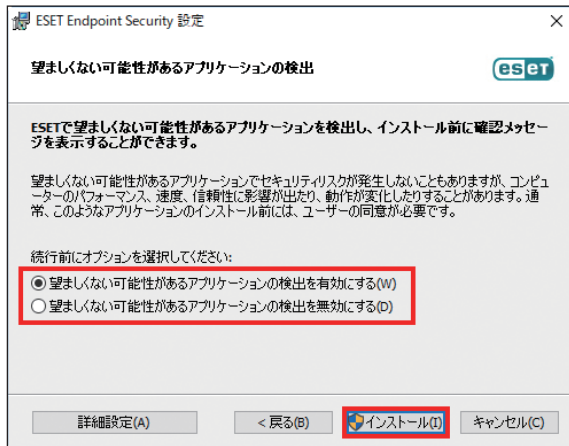 ESET Endpoint Security 設定
望ましくない可能性があるアプリケーションの検出
eseT
ESETで望ましくない可能性があるアプリケーションを検出し、インストール前に確認メッセー
ジを表示することができます。
望ましくない可能性があるアプリケーションでセキュリティリスクが発生しないこともありますが、コンピュ
ーターのパフォーマンス、速度、信頼性に影響が出たり、動作が変化したりすることがあります。通
常、このようなアプリケーションのインストール前には、ユーザーの同意が必要です。
続行前にオプションを選択してください:
望ましくない可能性があるアプリケーションの検出を有効にする(W)
望ましくない可能性があるアプリケーションの検出を無効にする(D)
詳細設定(A) < 戻る(B) インストール(I) キャンセル(C)